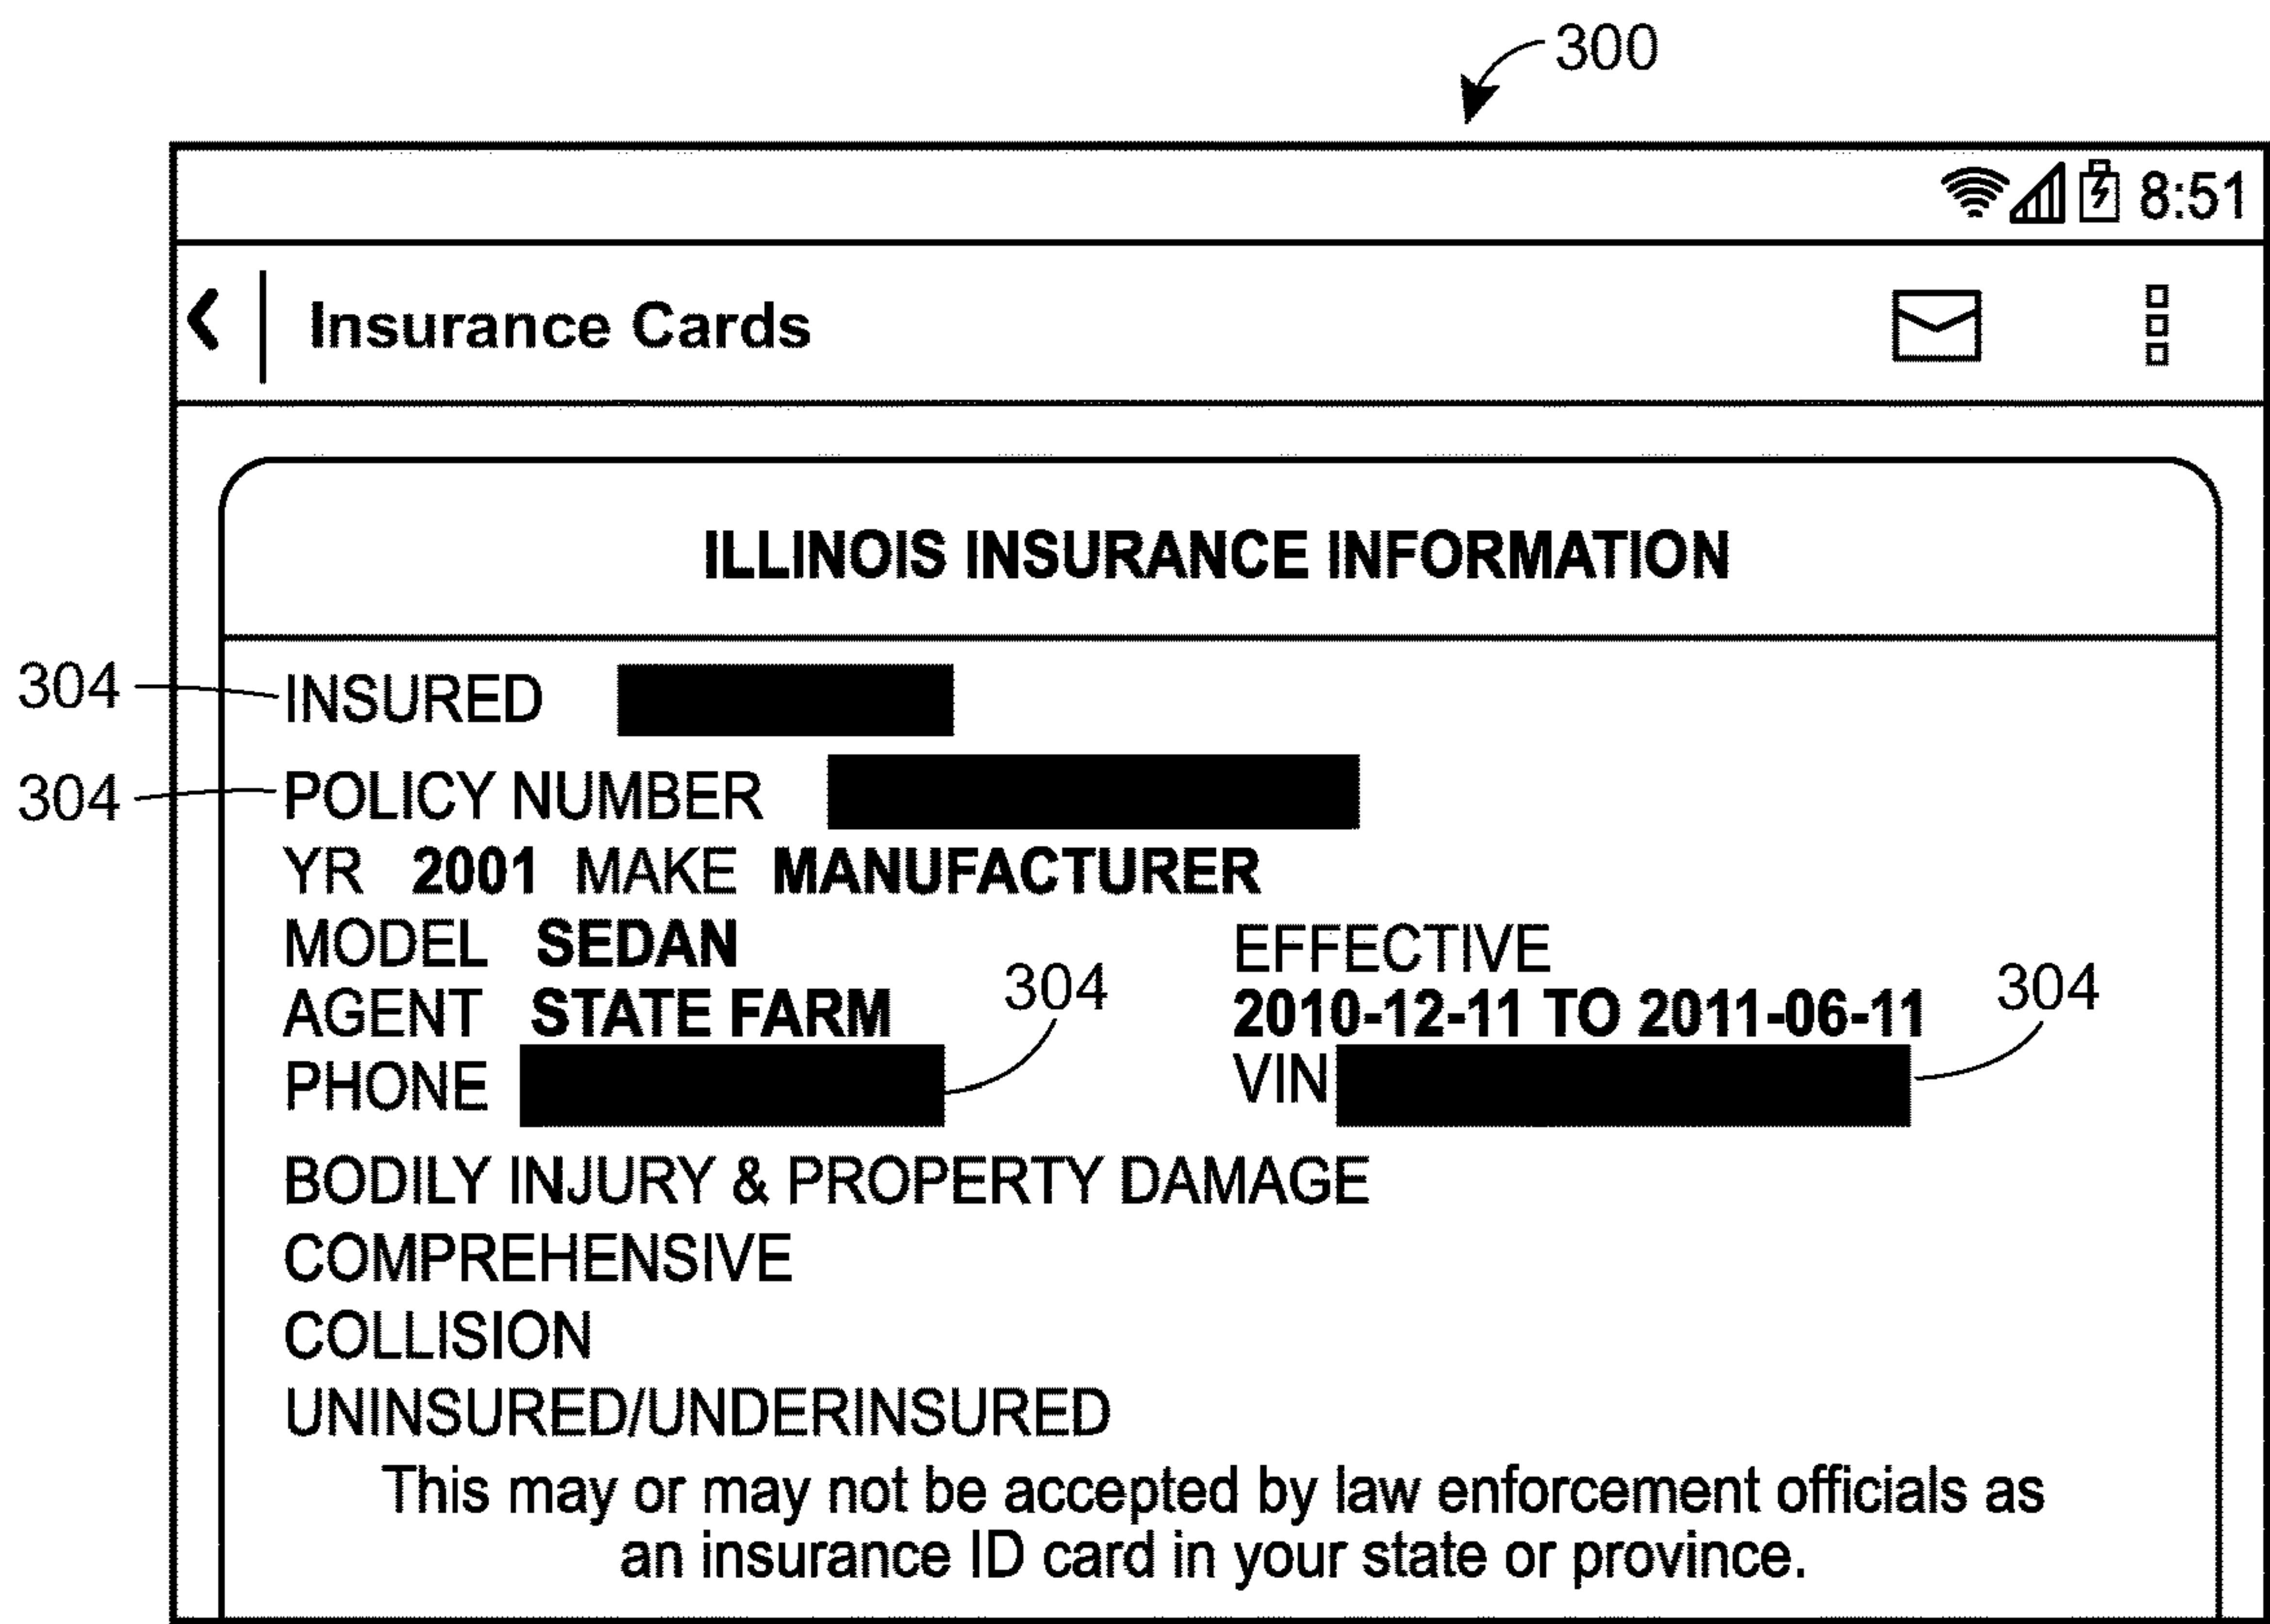 300
8:51
Insurance Cards
ILLINOIS INSURANCE INFORMATION
304 INSURED
304 POLICY NUMBER
YR 2001 MAKE MANUFACTURER
MODEL SEDAN
AGENT STATE FARM
304
PHONE
EFFECTIVE
2010-12-11 TO 2011-06-11
304
VIN
BODILY INJURY & PROPERTY DAMAGE
COMPREHENSIVE
COLLISION
UNINSURED/UNDERINSURED
This may or may not be accepted by law enforcement officials as
an insurance ID card in your state or province.